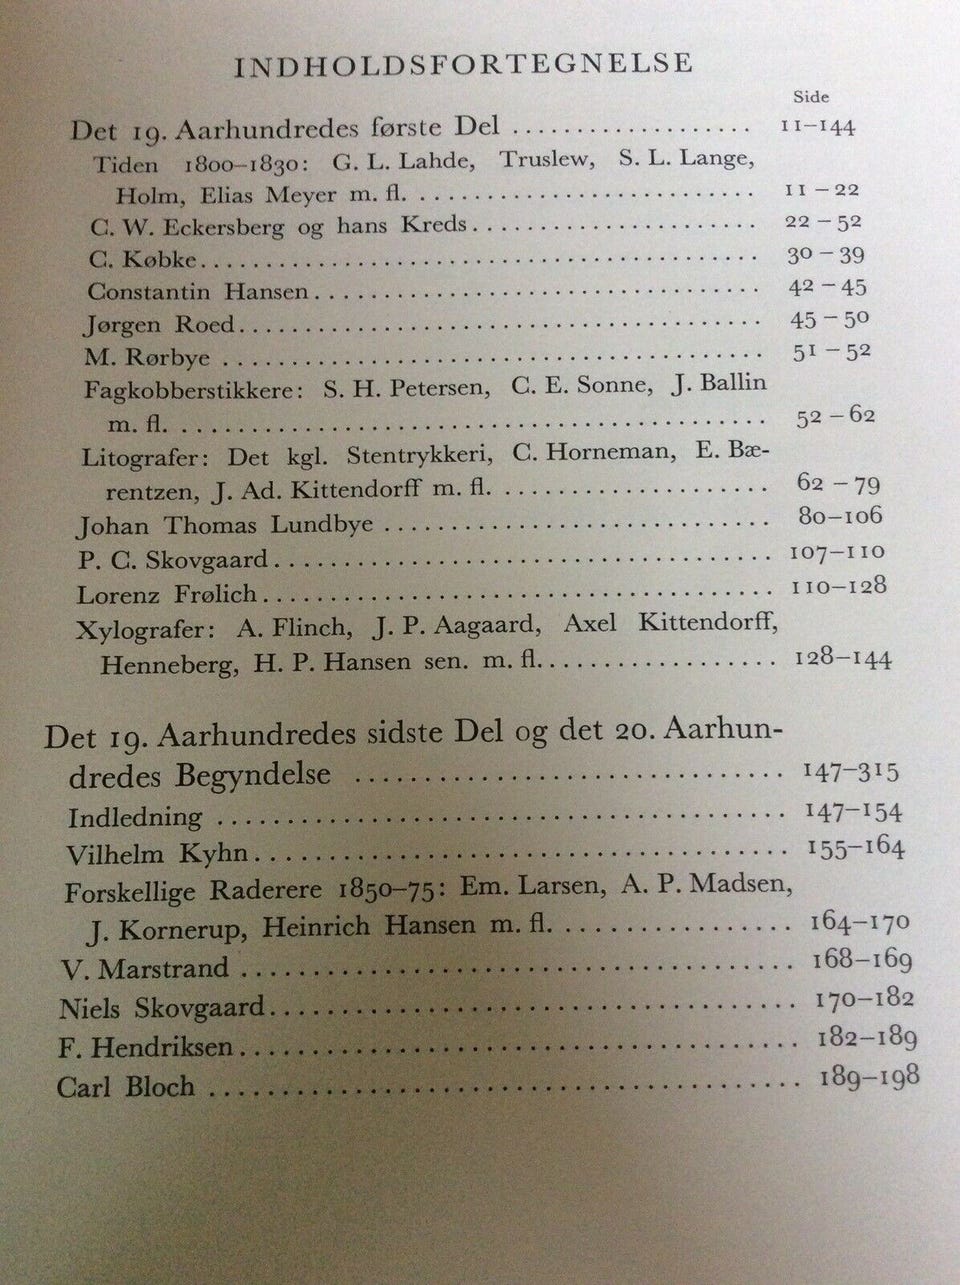 INDHOLDSFORTEGNELSE
Side
Det 19. Aarhundredes første Del .................... 11–144
Tiden 1800–1830: G. L. Lahde, Truslew, S. L. Lange,
Holm, Elias Meyer m. fl. ............................ 11 – 22
C. W. Eckersberg og hans Kreds........................ 22 – 52
C. Købke.............................................. 30 – 39
Constantin Hansen..................................... 42 – 45
Jørgen Roed........................................... 45 – 50
M. Rørbye ............................................ 51 – 52
Fagkobberstikkere: S. H. Petersen, C. E. Sonne, J. Ballin
m. fl. ............................................... 52 – 62
Litografer: Det kgl. Stentrykkeri, C. Horneman, E. Bæ-
rentzen, J. Ad. Kittendorff m. fl. ................... 62 – 79
Johan Thomas Lundbye ................................. 80–106
P. C. Skovgaard....................................... 107–110
Lorenz Frølich........................................ 110–128
Xylografer: A. Flinch, J. P. Aagaard, Axel Kittendorff,
Henneberg, H. P. Hansen sen. m. fl.................... 128–144
Det 19. Aarhundredes sidste Del og det 20. Aarhun-
dredes Begyndelse .................................... 147–315
Indledning ........................................... 147–154
Vilhelm Kyhn.......................................... 155–164
Forskellige Raderere 1850–75: Em. Larsen, A. P. Madsen,
J. Kornerup, Heinrich Hansen m. fl. .................. 164–170
V. Marstrand ......................................... 168–169
Niels Skovgaard....................................... 170–182
F. Hendriksen......................................... 182–189
Carl Bloch ........................................... 189–198